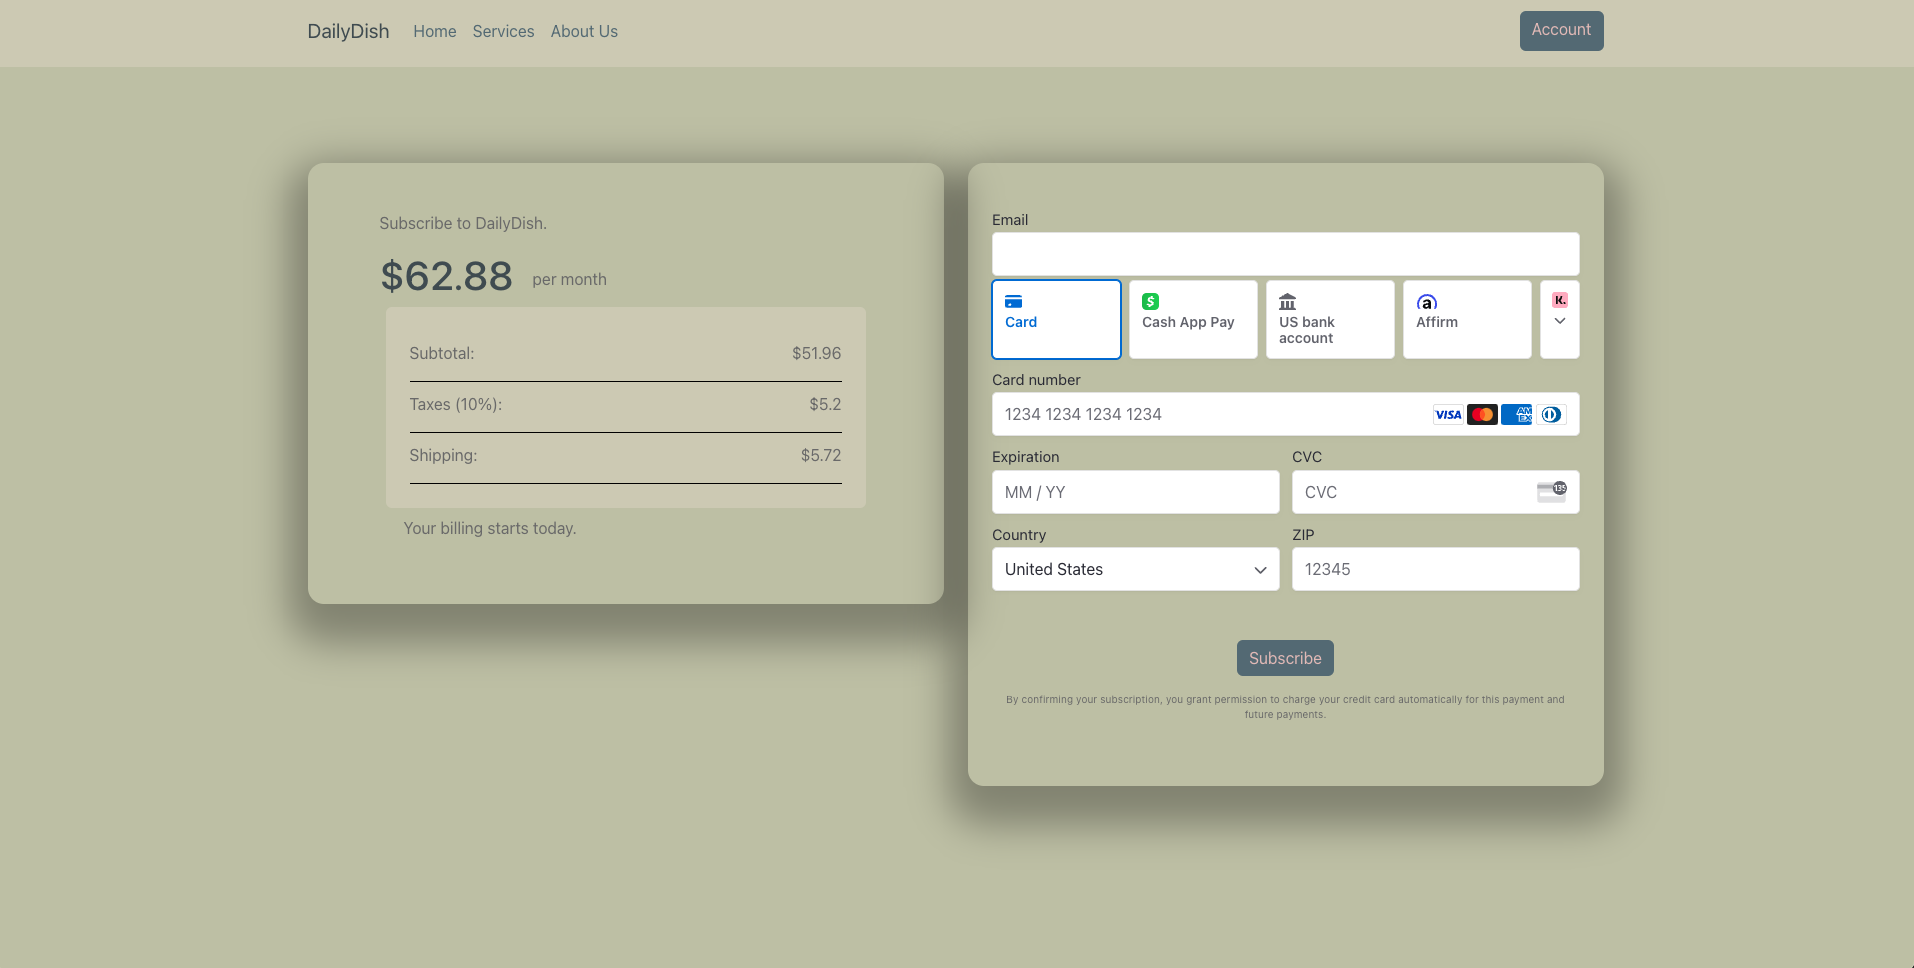 DailyDish Home Services About Us Account
Subscribe to DailyDish.
$62.88 per month
Subtotal: $51.96
Taxes (10%): $5.2
Shipping: $5.72
Your billing starts today.
Email
Card
Cash App Pay
US bank
account
Affirm
K.
Card number
1234 1234 1234 1234 VISA AM EX
Expiration CVC
MM / YY CVC 135
Country ZIP
United States 12345
Subscribe
By confirming your subscription, you grant permission to charge your credit card automatically for this payment and
future payments.